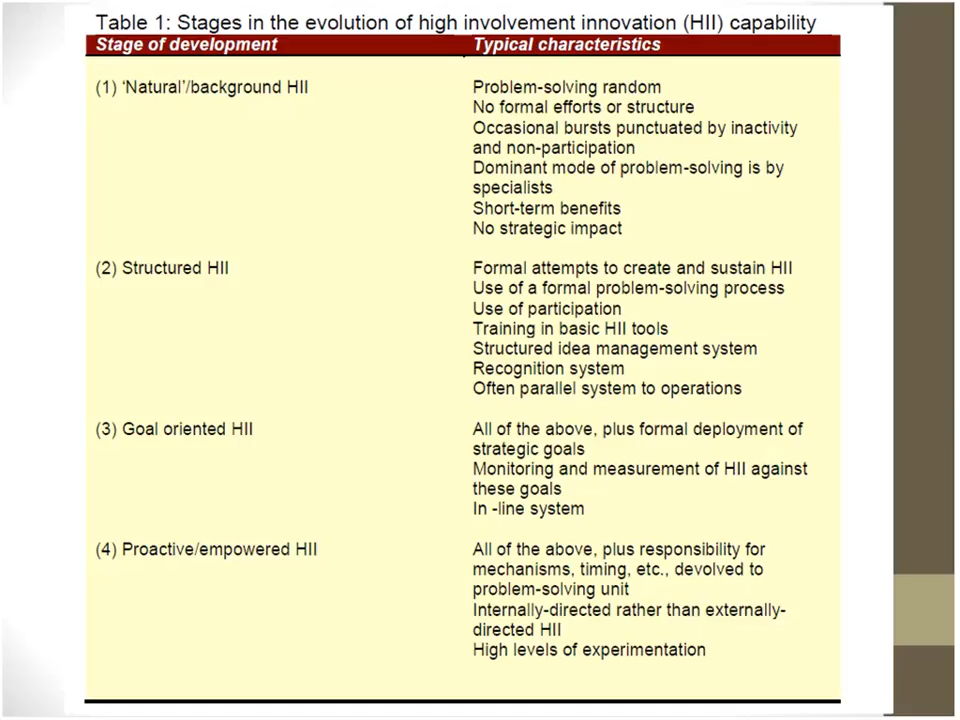 Table 1: Stages in the evolution of high involvement innovation (HII) capability
Stage of development Typical characteristics
(1) ‘Natural’/background HII Problem-solving random
No formal efforts or structure
Occasional bursts punctuated by inactivity
and non-participation
Dominant mode of problem-solving is by
specialists
Short-term benefits
No strategic impact
(2) Structured HII Formal attempts to create and sustain HII
Use of a formal problem-solving process
Use of participation
Training in basic HII tools
Structured idea management system
Recognition system
Often parallel system to operations
(3) Goal oriented HII All of the above, plus formal deployment of
strategic goals
Monitoring and measurement of HII against
these goals
In -line system
(4) Proactive/empowered HII All of the above, plus responsibility for
mechanisms, timing, etc., devolved to
problem-solving unit
Internally-directed rather than externally-
directed HII
High levels of experimentation